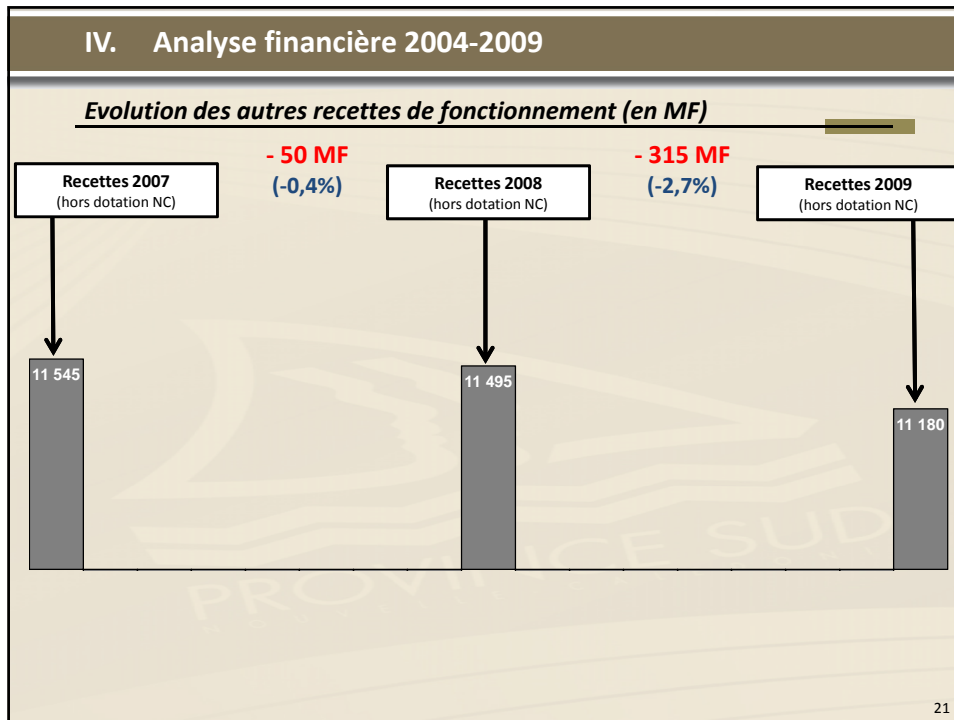 IV. Analyse financière 2004-2009
Evolution des autres recettes de fonctionnement (en MF)
- 50 MF
(-0,4%)
- 315 MF
(-2,7%)
Recettes 2007
(hors dotation NC)
Recettes 2008
(hors dotation NC)
Recettes 2009
(hors dotation NC)
11 545
11 495
11 180
PROVINCE SUD
21